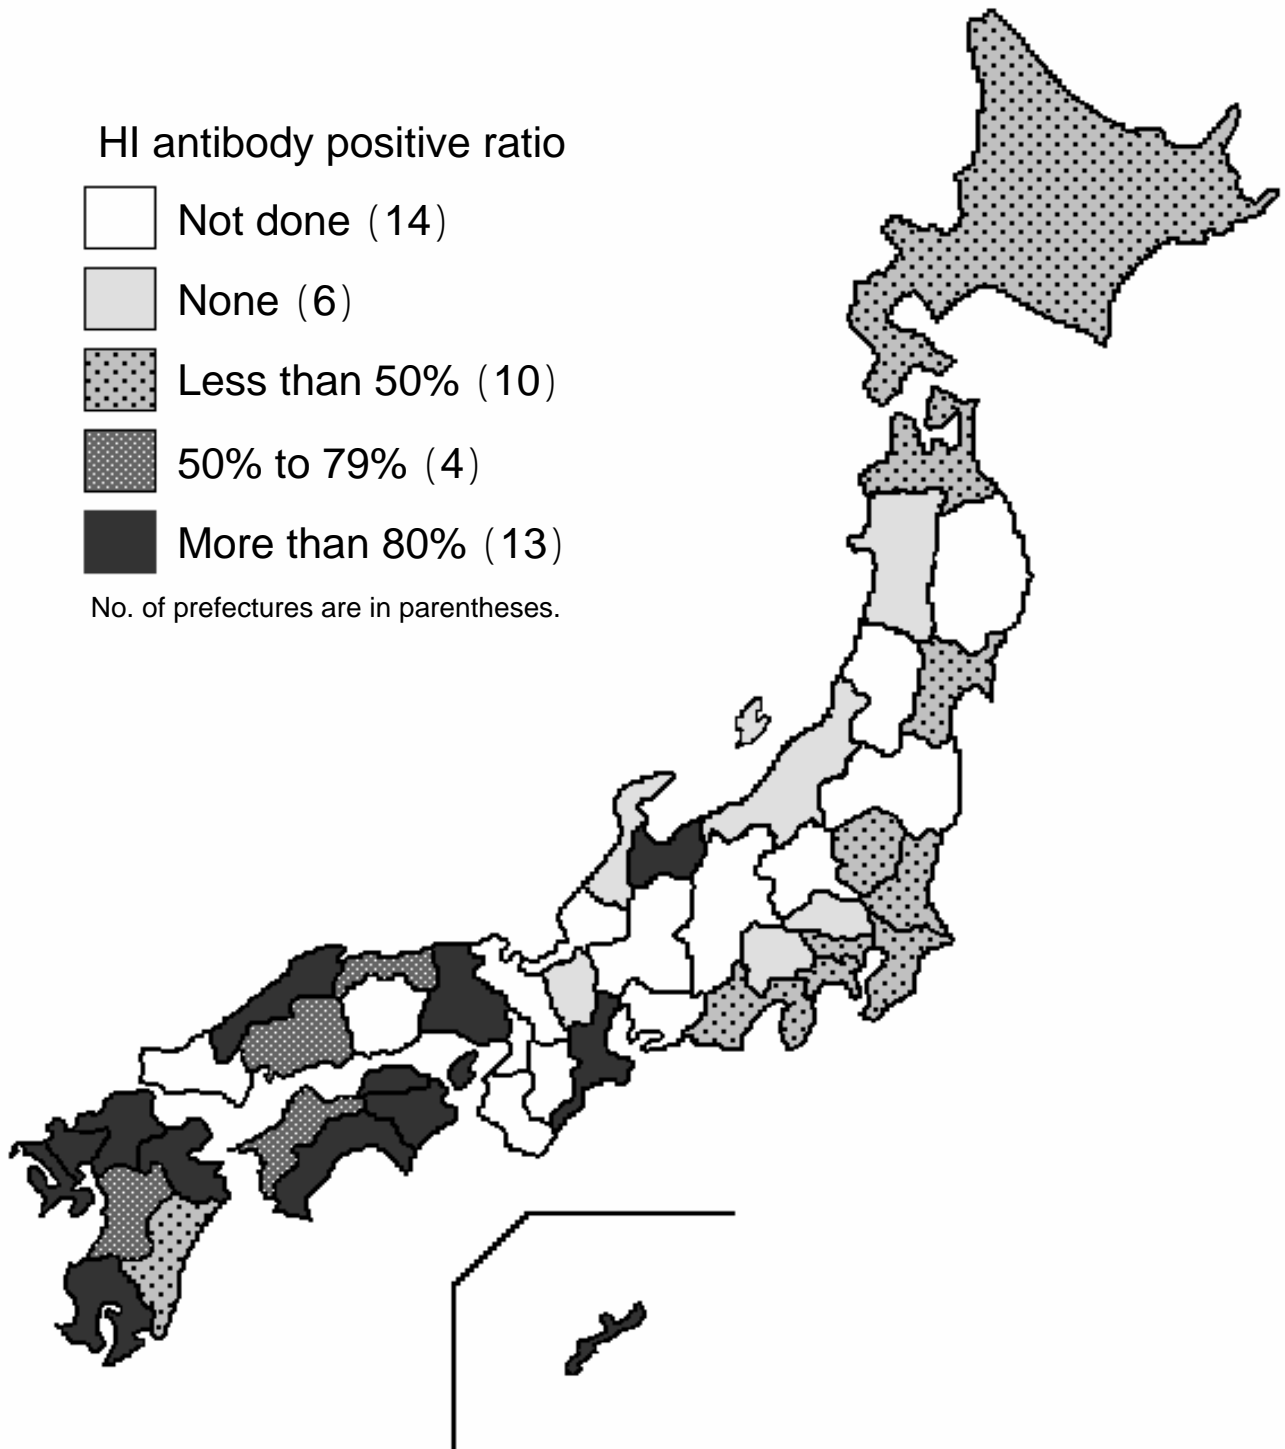 HI antibody positive ratio
Not done (14)
None (6)
Less than 50% (10)
50% to 79% (4)
More than 80% (13)
No. of prefectures are in parentheses.